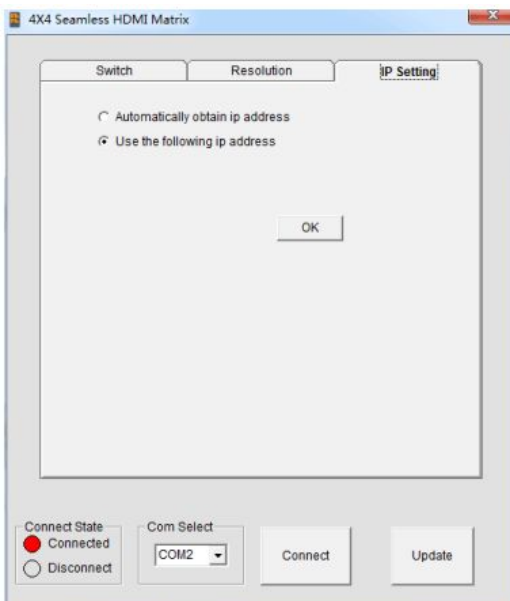 4X4 Seamless HDMI Matrix
Switch
Resolution
IP Setting
Automatically obtain ip address
Use the following ip address
OK
Connect State
Connected
Disconnect
Com Select
COM2
Connect
Update